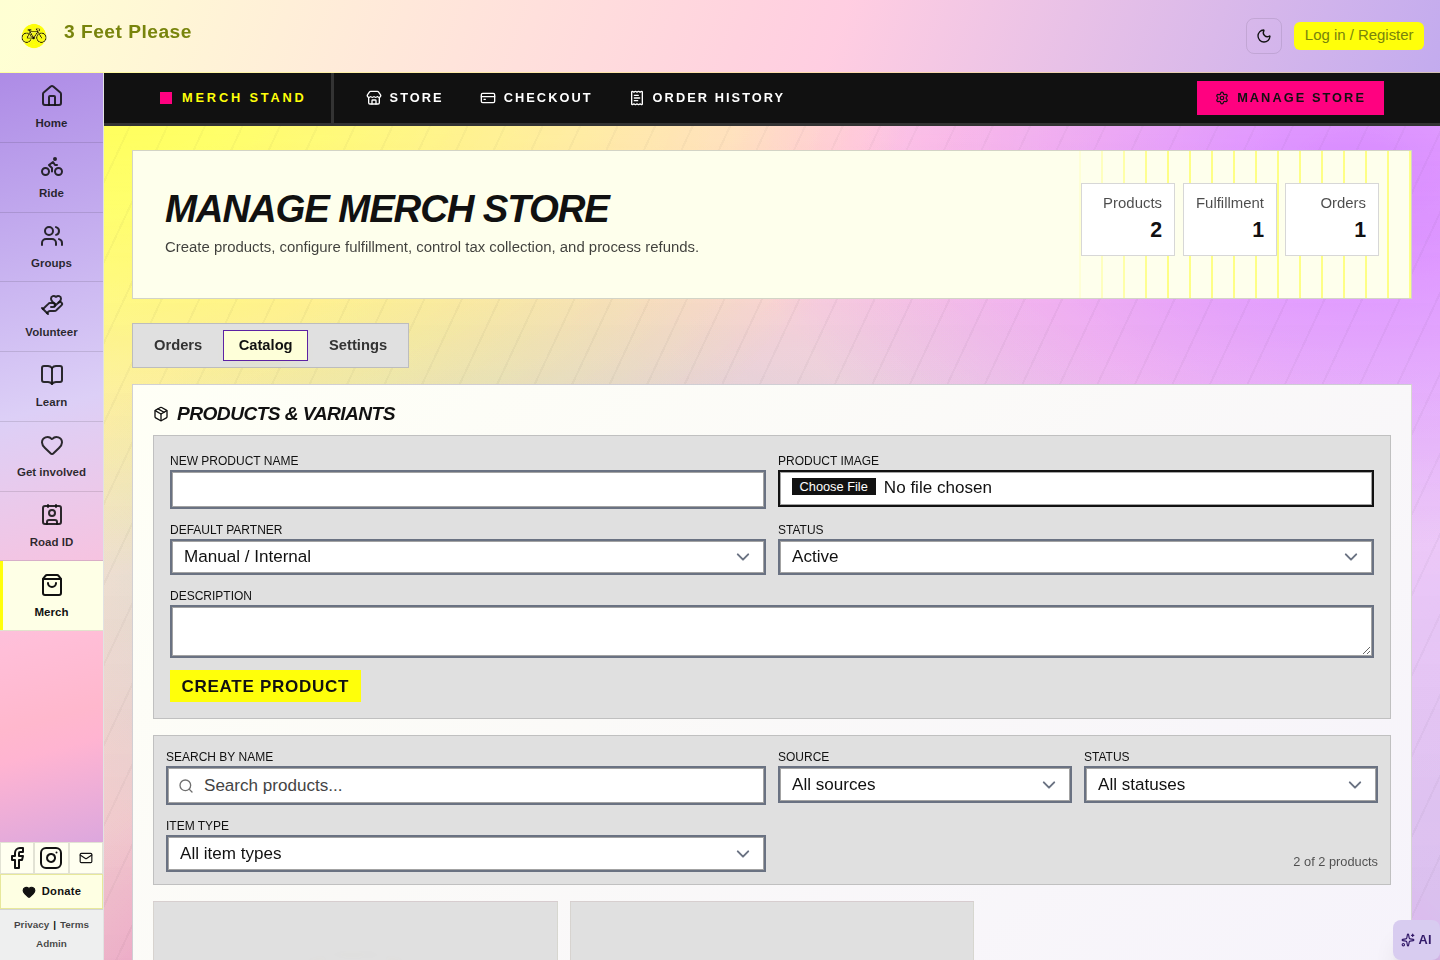 3 Feet Please
Log in / Register
Home
Ride
Groups
Volunteer
Learn
Get involved
Road ID
Merch
Donate
Privacy | Terms
Admin
MERCH STAND
STORE
CHECKOUT
ORDER HISTORY
MANAGE STORE
MANAGE MERCH STORE
Create products, configure fulfillment, control tax collection, and process refunds.
Products
2
Fulfillment
1
Orders
1
Orders
Catalog
Settings
PRODUCTS & VARIANTS
NEW PRODUCT NAME
PRODUCT IMAGE
Choose File No file chosen
DEFAULT PARTNER
Manual / Internal
STATUS
Active
DESCRIPTION
CREATE PRODUCT
SEARCH BY NAME
Search products...
SOURCE
All sources
STATUS
All statuses
ITEM TYPE
All item types
2 of 2 products
AI